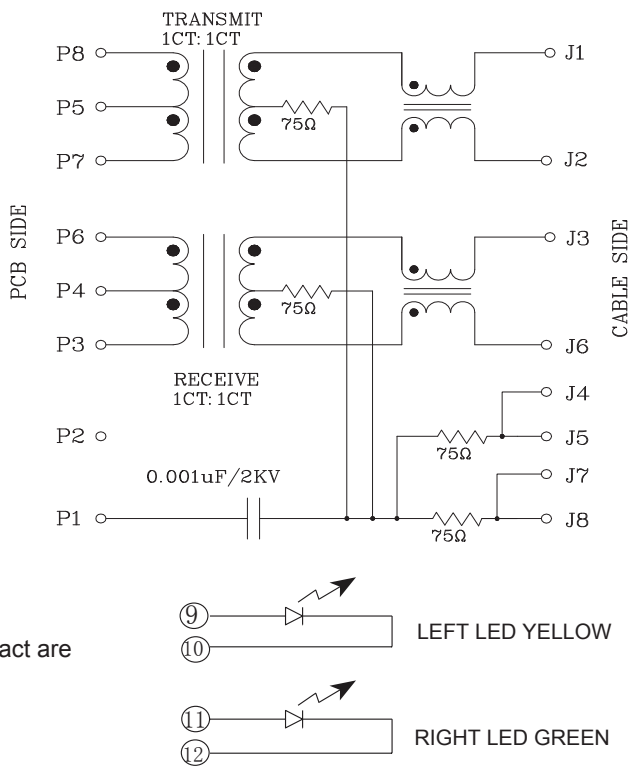 TRANSMIT
1CT: 1CT
P8
J1
P5
75Ω
P7
J2
PCB SIDE
CABLE SIDE
P6
J3
P4
75Ω
P3
J6
RECEIVE
1CT: 1CT
J4
P2
75Ω
J5
0.001uF/2KV
J7
P1
75Ω
J8
9
10
LEFT LED YELLOW
act are
11
12
RIGHT LED GREEN